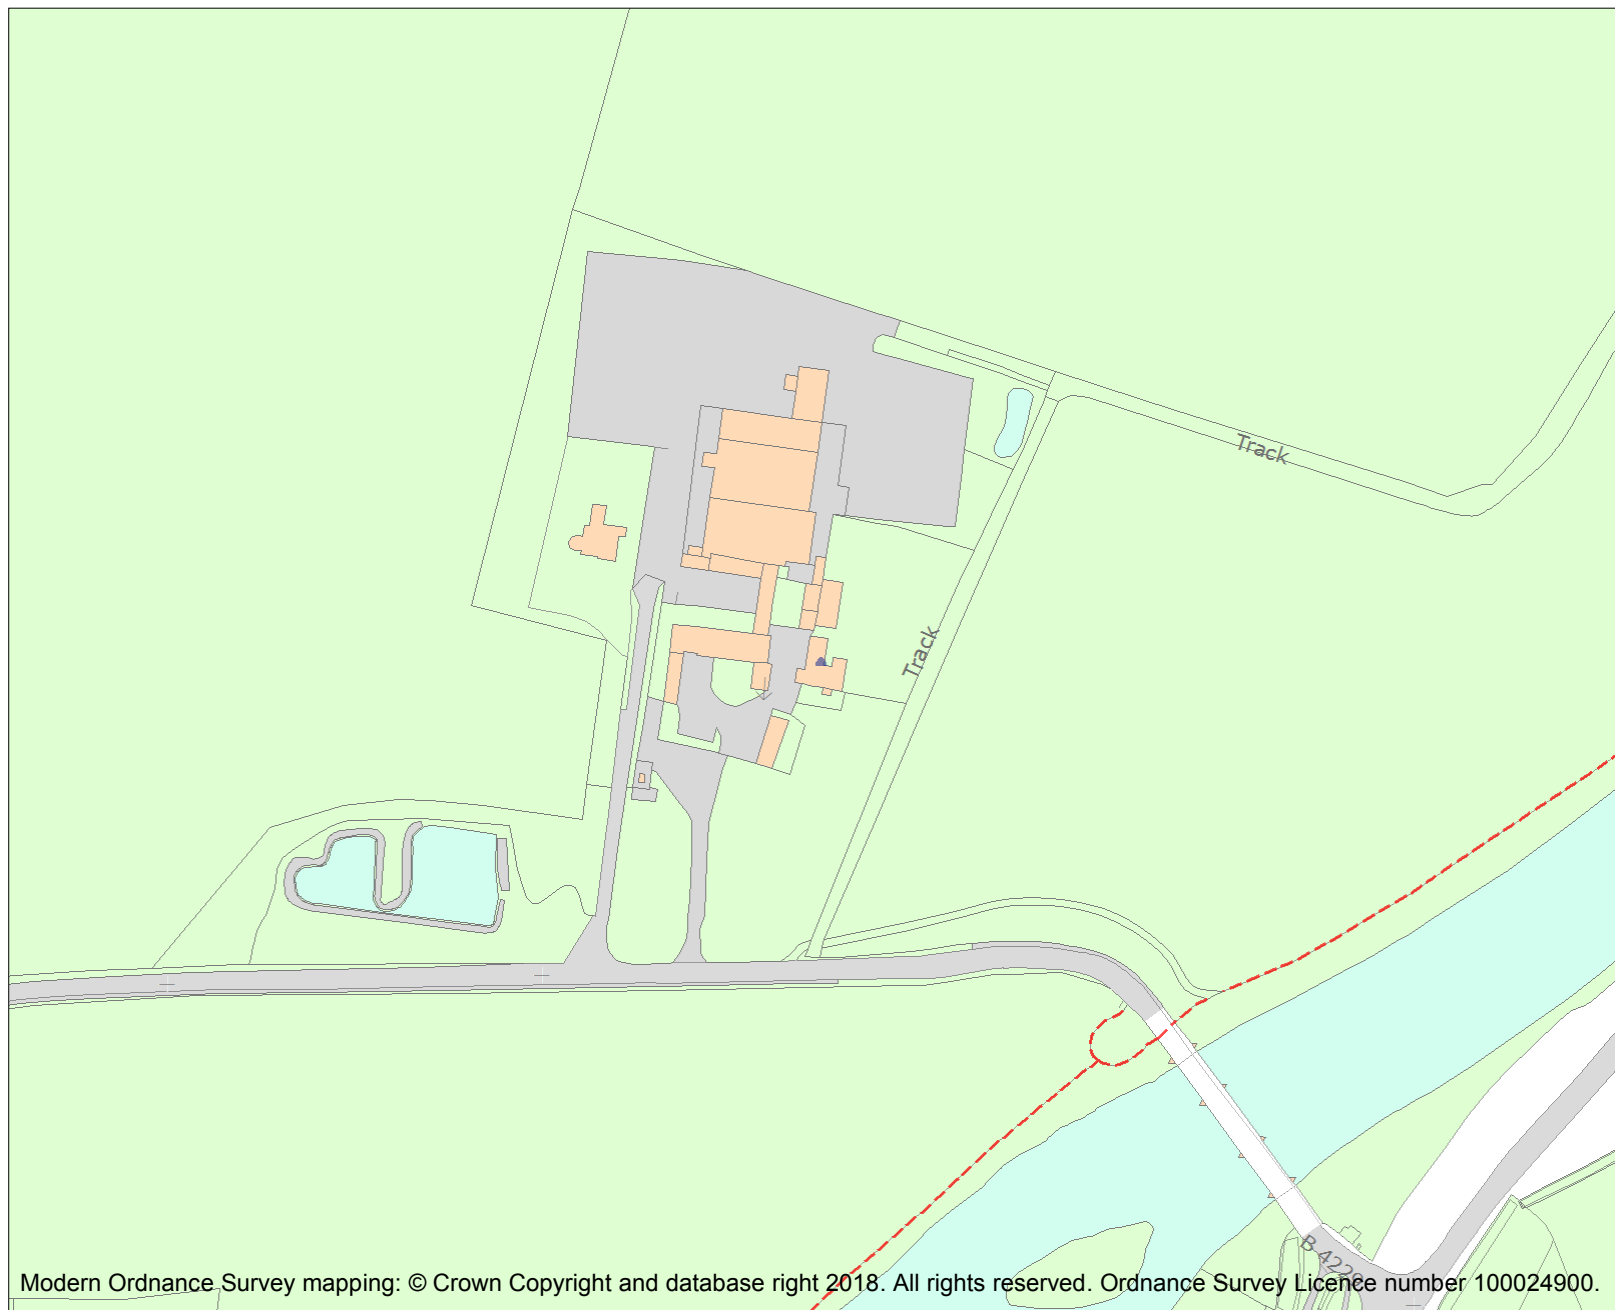 Track
Track
B 4229
Modern Ordnance Survey mapping: © Crown Copyright and database right 2018. All rights reserved. Ordnance Survey Licence number 100024900.